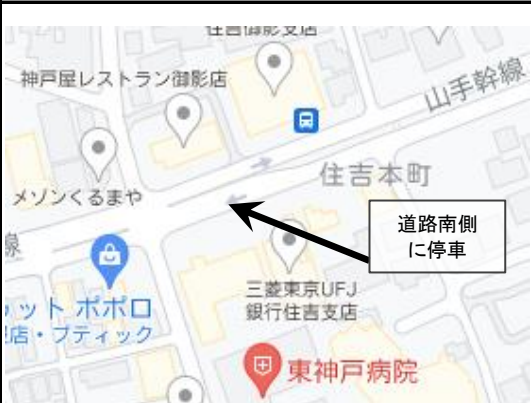 住吉御影支店
神戸屋レストラン御影店
山手幹線
住吉本町
メゾンくるまや
道路南側
に停車
線
三菱東京UFJ
銀行住吉支店
ット ポポロ
店・ブティック
東神戸病院